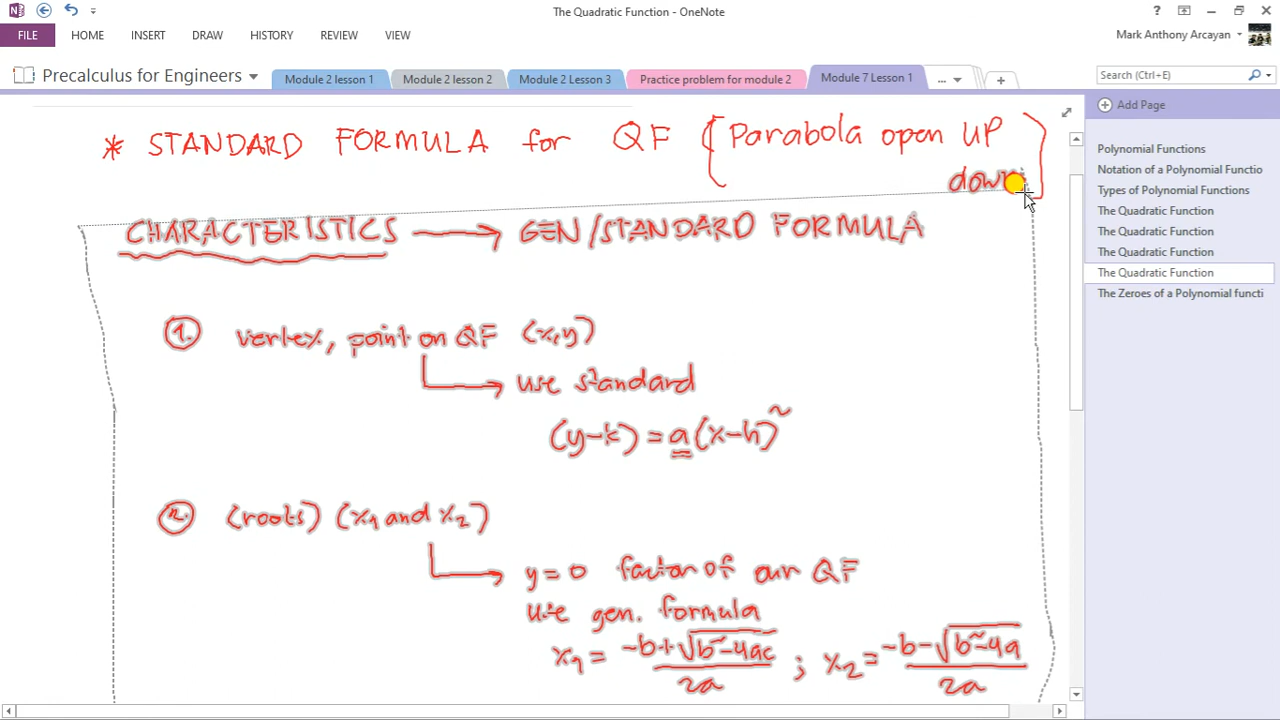 The Quadratic Function - OneNote
FILE HOME INSERT DRAW HISTORY REVIEW VIEW
Mark Anthony Arcayan
Precalculus for Engineers
Module 2 lesson 1 Module 2 lesson 2 Module 2 Lesson 3 Practice problem for module 2 Module 7 Lesson 1 ...
Search (Ctrl+E)
Add Page
Polynomial Functions
Notation of a Polynomial Functio
Types of Polynomial Functions
The Quadratic Function
The Quadratic Function
The Quadratic Function
The Quadratic Function
The Zeroes of a Polynomial functi
* STANDARD FORMULA for QF (Parabola open UP
down)
CHARACTERISTICS → GEN/STANDARD FORMULA
1. vertex, point on QF (x,y)
use standard
(y-k) = a(x-h)²
2. (roots) (x₁ and x₂)
y=0 factor of our QF
use gen. formula
x₁ = -b+√b²-4ac / 2a ; x₂ = -b-√b²-4a / 2a